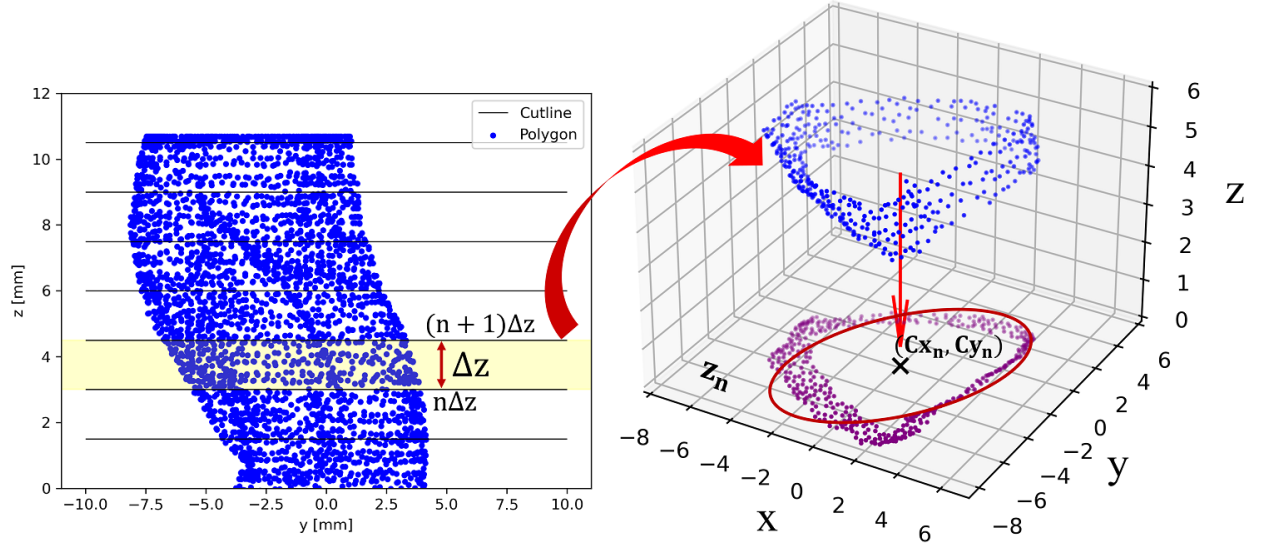 12
10
8
6
4
2
0
z [mm]
−10.0 −7.5 −5.0 −2.5 0.0 2.5 5.0 7.5 10.0
y [mm]
Cutline
Polygon
(n + 1)Δz
Δz
nΔz
6
5
4
3
2
1
0
z
(Cxₙ, Cyₙ)
zₙ
−8 −6 −4 −2 0 2 4 6
x
−8 −6 −4 −2 0 2 4 6
y